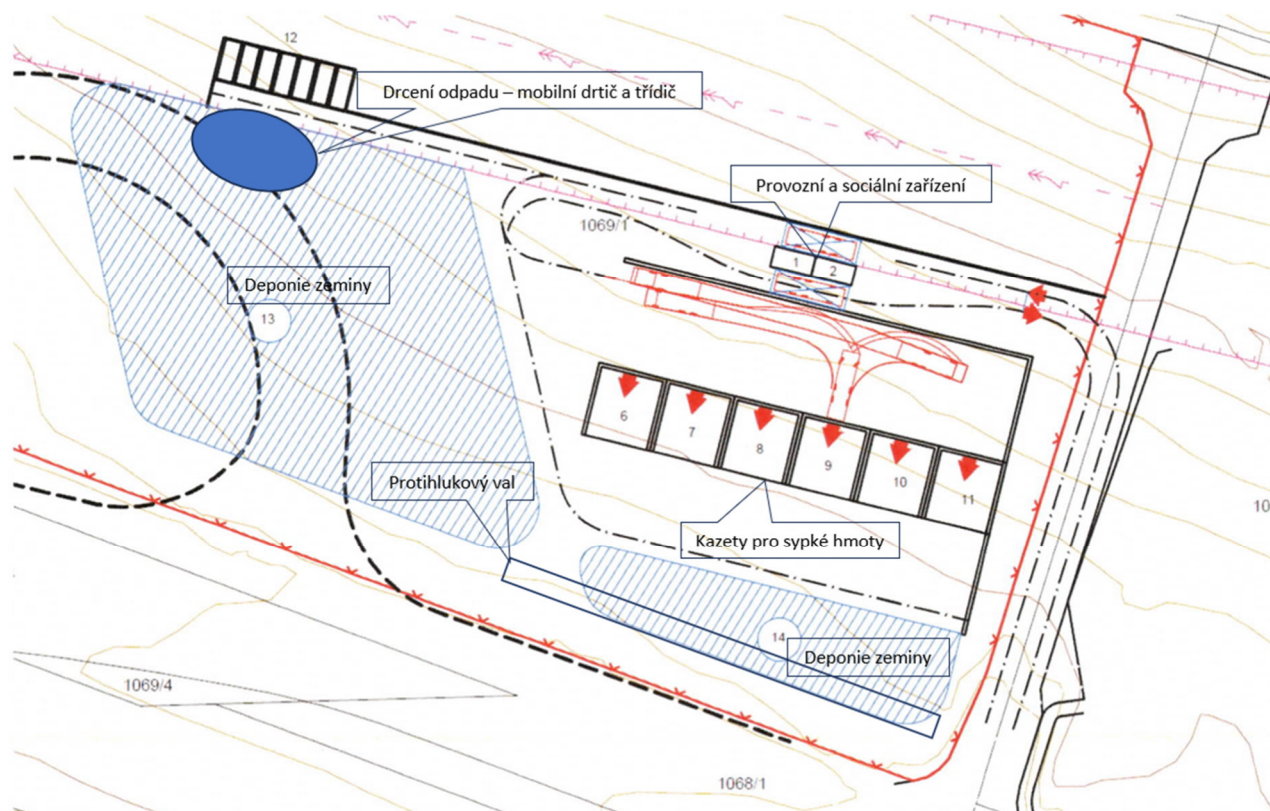 12
Drcení odpadu – mobilní drtič a třídič
Provozní a sociální zařízení
1069/1
1
2
Deponie zeminy
13
6
7
8
9
10
11
Protihlukový val
10
Kazety pro sypké hmoty
14
Deponie zeminy
1069/4
1068/1